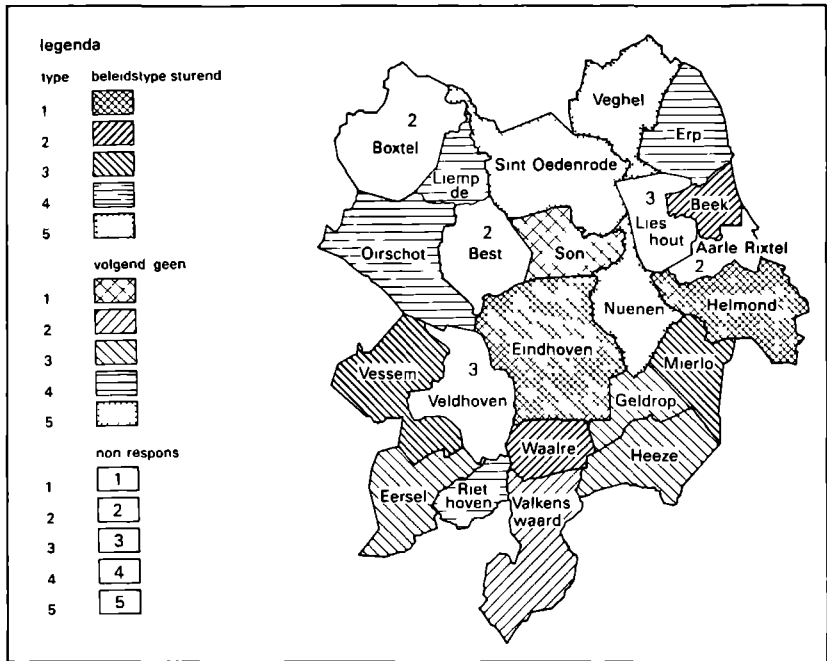 legenda
type beleidstype sturend
1
2
3
4
5
volgend geen
1
2
3
4
5
non respons
1 1
2 2
3 3
4 4
5 5
2
Boxtel
Liemp
de
Sint Oedenrode
Veghel
Erp
Beek
3
Lies
hout
Aarle Rixtel
2
Oirschot
2
Best
Son
Nuenen
Helmond
Eindhoven
Mierlo
Vessem
3
Veldhoven
Geldrop
Waalre
Heeze
Eersel
Riet
hoven
Valkens
waard